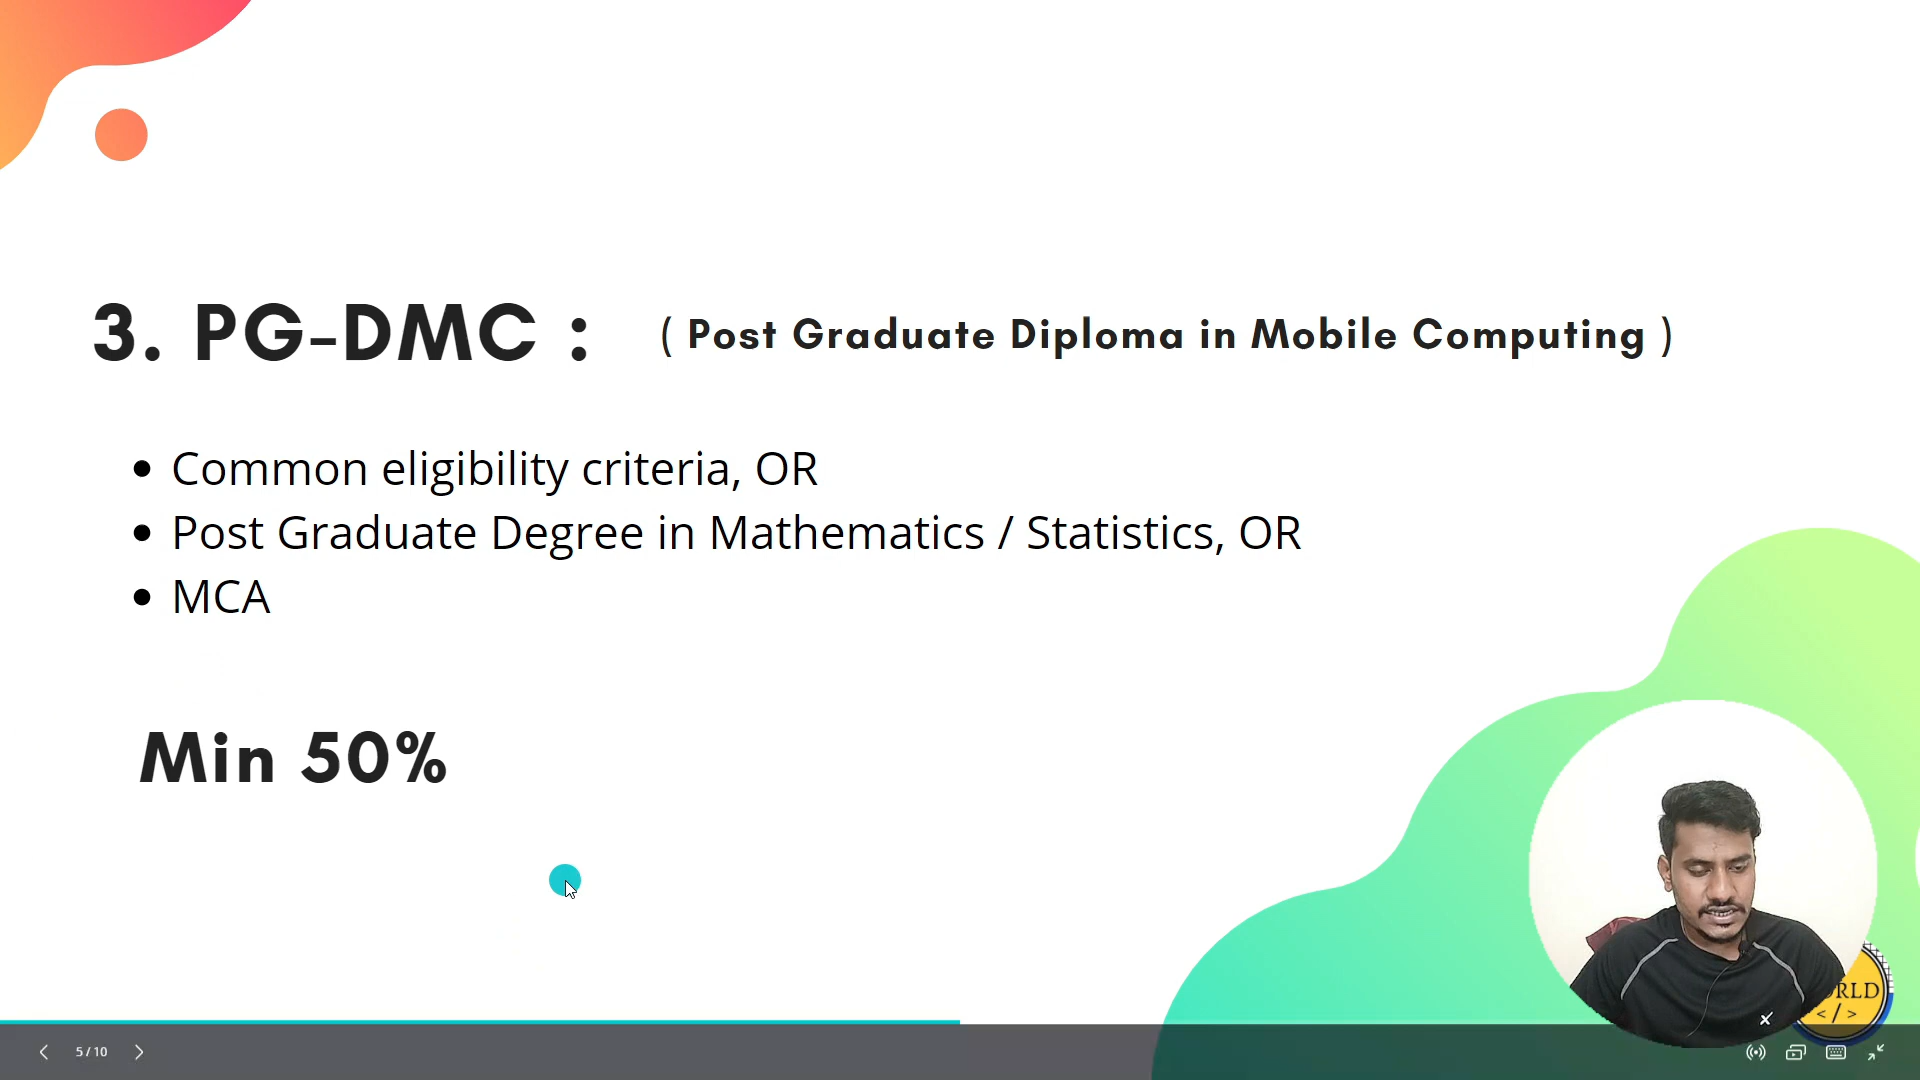 3. PG-DMC : ( Post Graduate Diploma in Mobile Computing )
• Common eligibility criteria, OR
• Post Graduate Degree in Mathematics / Statistics, OR
• MCA
Min 50%
</>
5 / 10